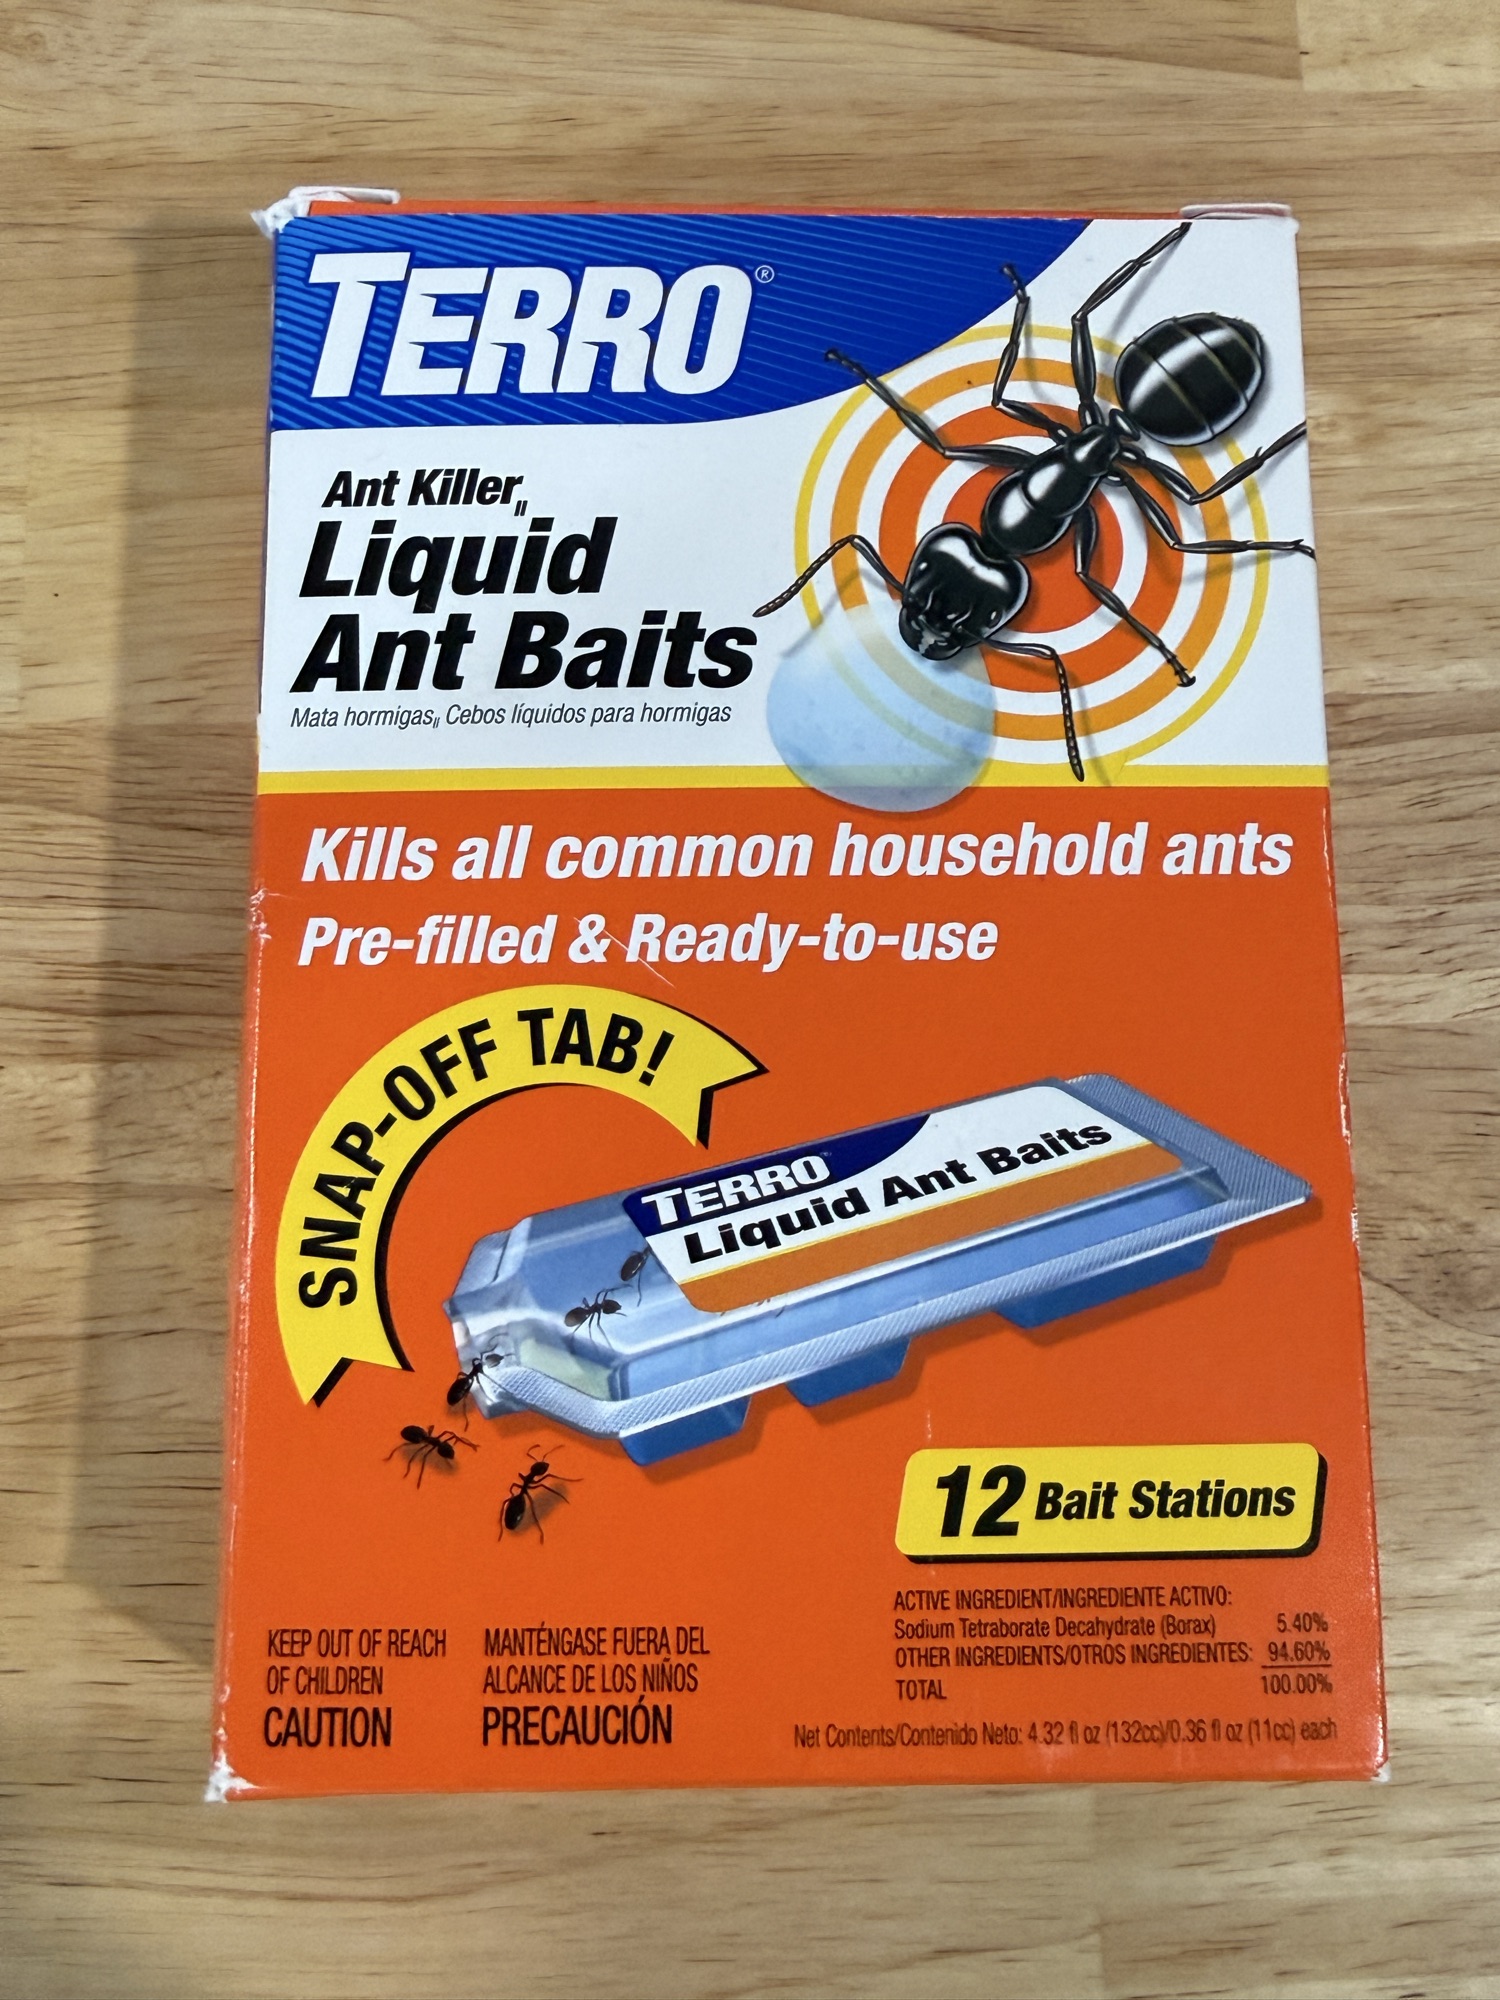 TERRO®
Ant Killer II
Liquid
Ant Baits
Mata hormigas II Cebos líquidos para hormigas
Kills all common household ants
Pre-filled & Ready-to-use
SNAP-OFF TAB!
TERRO
Liquid Ant Baits
12 Bait Stations
ACTIVE INGREDIENT/INGREDIENTE ACTIVO:
Sodium Tetraborate Decahydrate (Borax) 5.40%
OTHER INGREDIENTS/OTROS INGREDIENTES: 94.60%
TOTAL 100.00%
KEEP OUT OF REACH
OF CHILDREN
CAUTION
MANTÉNGASE FUERA DEL
ALCANCE DE LOS NIÑOS
PRECAUCIÓN
Net Contents/Contenido Neto: 4.32 fl oz (132cc)/0.36 fl oz (11cc) each